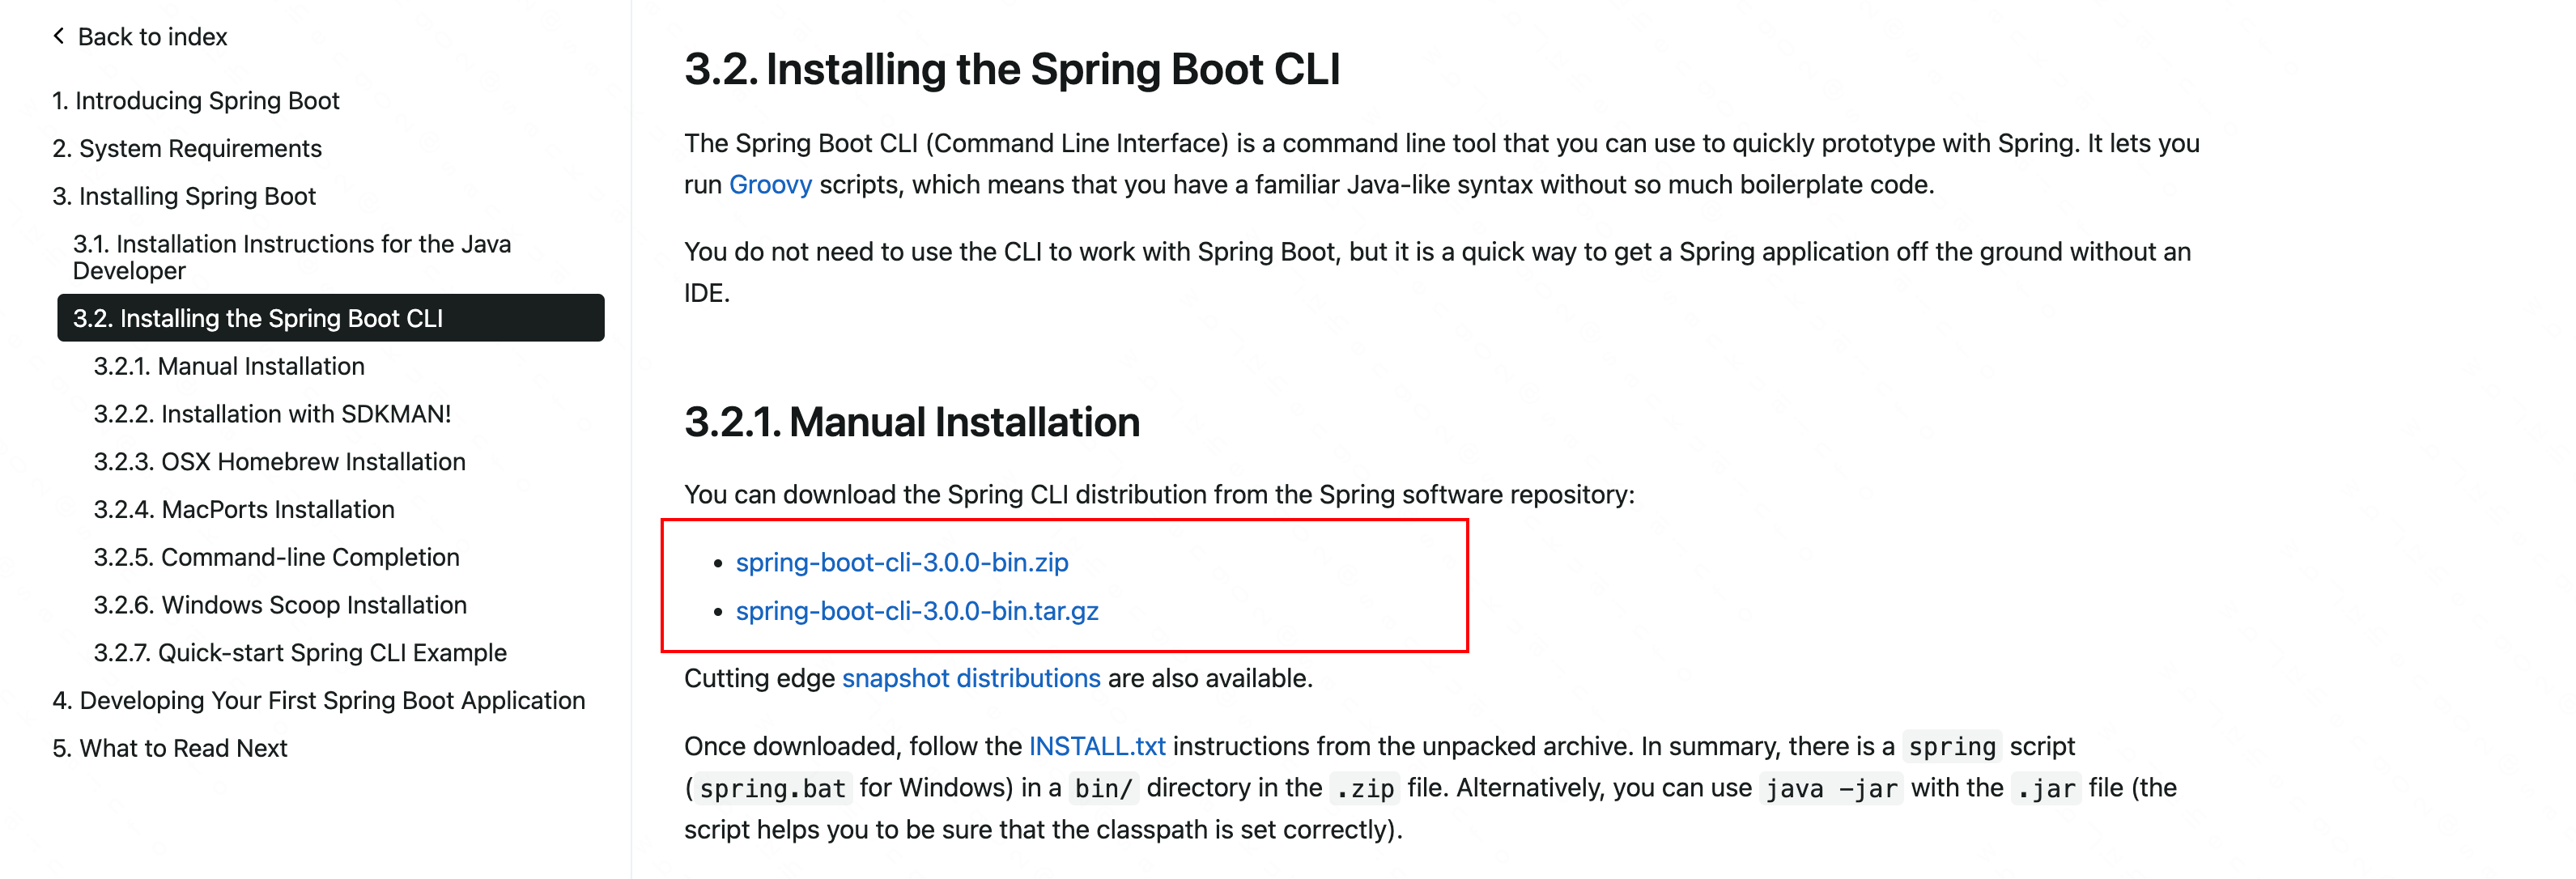 Back to index
1. Introducing Spring Boot
2. System Requirements
3. Installing Spring Boot
3.1. Installation Instructions for the Java
Developer
3.2. Installing the Spring Boot CLI
3.2.1. Manual Installation
3.2.2. Installation with SDKMAN!
3.2.3. OSX Homebrew Installation
3.2.4. MacPorts Installation
3.2.5. Command-line Completion
3.2.6. Windows Scoop Installation
3.2.7. Quick-start Spring CLI Example
4. Developing Your First Spring Boot Application
5. What to Read Next
3.2. Installing the Spring Boot CLI
The Spring Boot CLI (Command Line Interface) is a command line tool that you can use to quickly prototype with Spring. It lets you
run Groovy scripts, which means that you have a familiar Java-like syntax without so much boilerplate code.
You do not need to use the CLI to work with Spring Boot, but it is a quick way to get a Spring application off the ground without an
IDE.
3.2.1. Manual Installation
You can download the Spring CLI distribution from the Spring software repository:
• spring-boot-cli-3.0.0-bin.zip
• spring-boot-cli-3.0.0-bin.tar.gz
Cutting edge snapshot distributions are also available.
Once downloaded, follow the INSTALL.txt instructions from the unpacked archive. In summary, there is a spring script
(spring.bat for Windows) in a bin/ directory in the .zip file. Alternatively, you can use java -jar with the .jar file (the
script helps you to be sure that the classpath is set correctly).